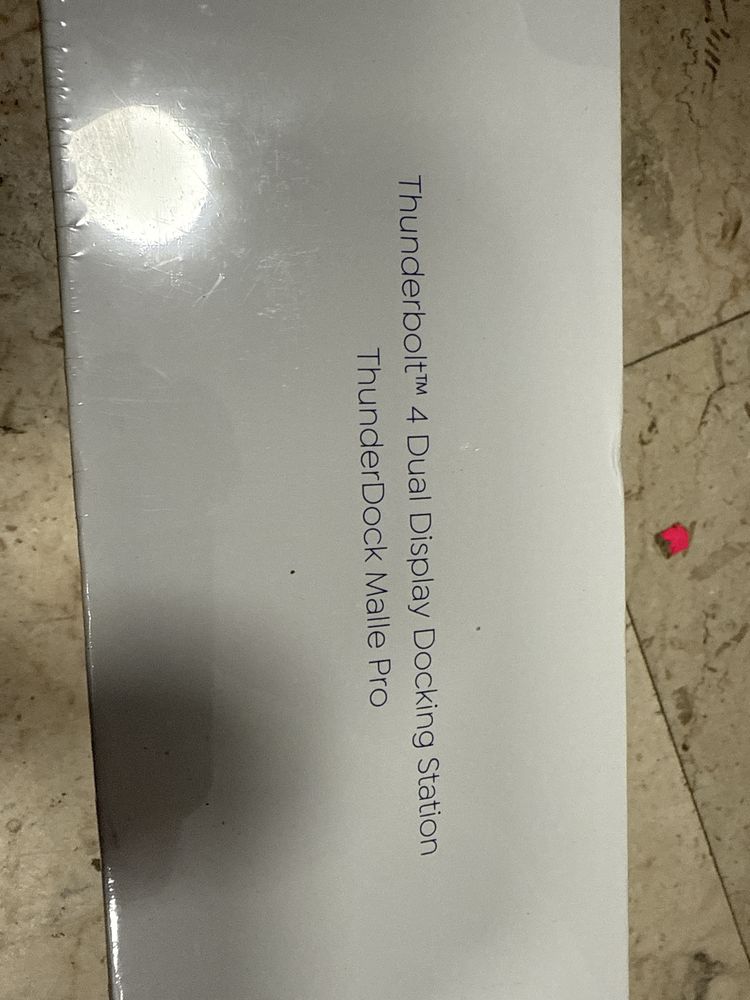 Thunderbolt™ 4 Dual Display Docking Station
ThunderDock Malle Pro